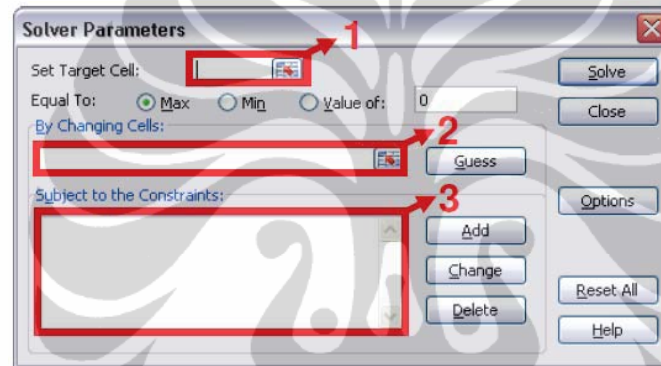 Solver Parameters
1
Set Target Cell:
Solve
Equal To: Max Min Value of: 0
Close
By Changing Cells:
2
Guess
Subject to the Constraints:
3
Options
Add
Change
Reset All
Delete
Help